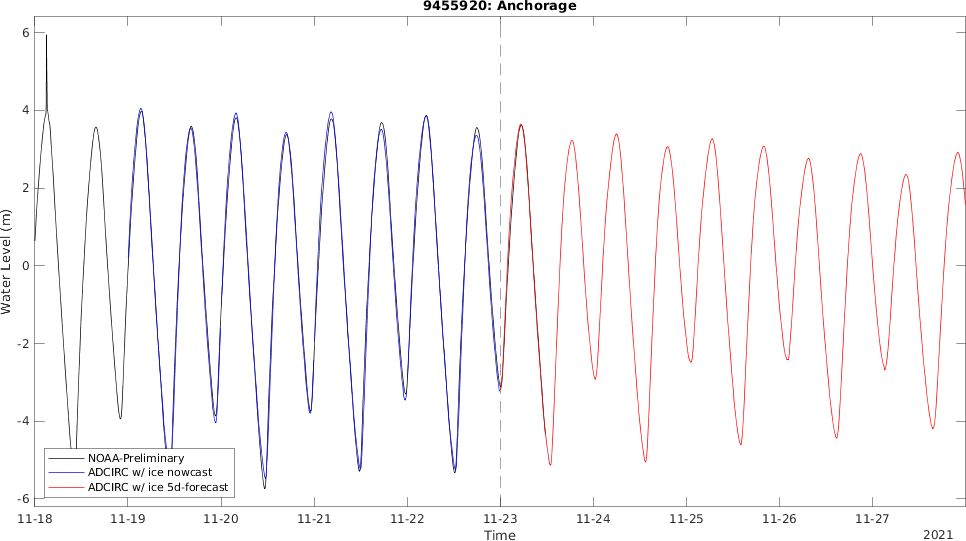 9455920: Anchorage
6
4
2
0
-2
-4
-6
Water Level (m)
NOAA-Preliminary
ADCIRC w/ ice nowcast
ADCIRC w/ ice 5d-forecast
11-18 11-19 11-20 11-21 11-22 11-23 11-24 11-25 11-26 11-27
Time
2021